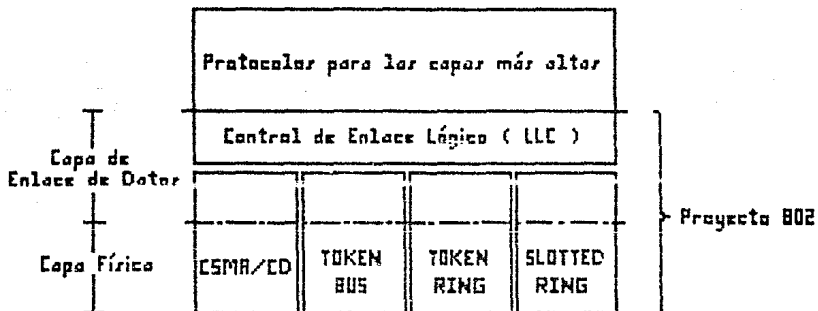 Protocolos para las capas más altas
Control de Enlace Lógico ( LLC )
Capa de
Enlace de Datos
Proyecto 802
Capa Física
CSMA/CD
TOKEN
BUS
TOKEN
RING
SLOTTED
RING